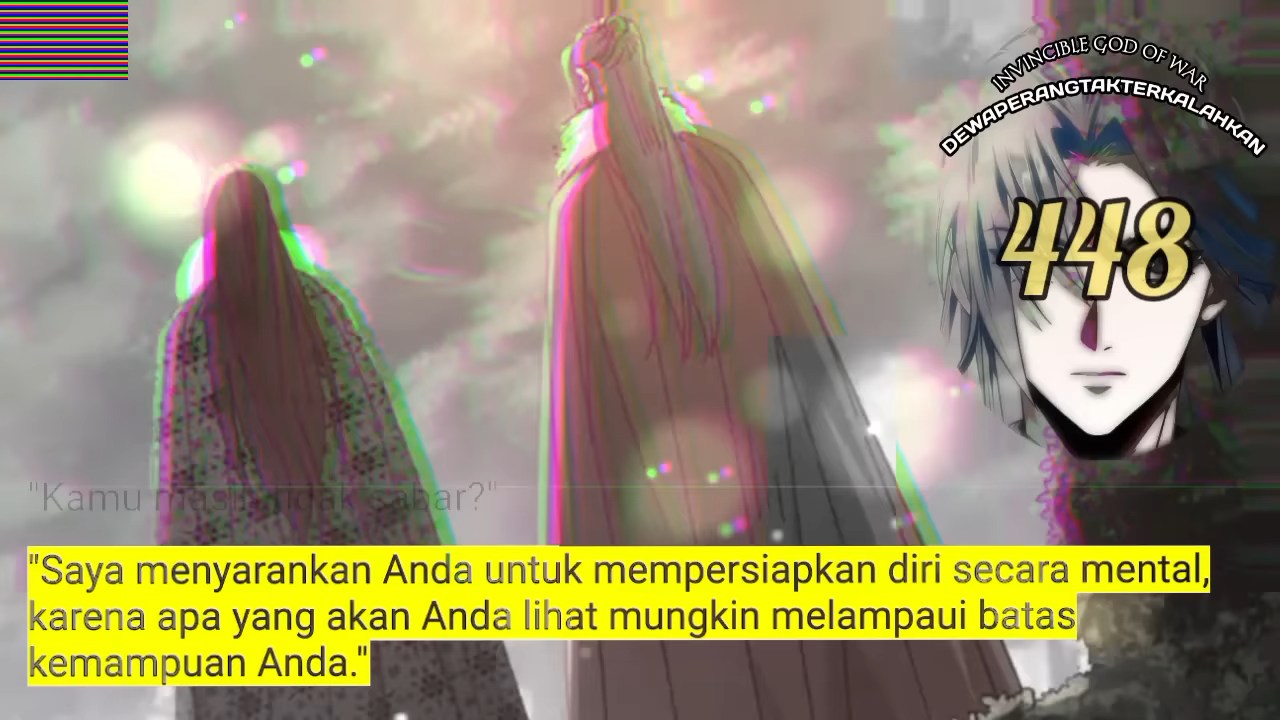 INVINCIBLE GOD OF WAR
DEWAPERANGTAKTERKALAHKAN
448
"Kamu masih tidak sabar?"
"Saya menyarankan Anda untuk mempersiapkan diri secara mental,
karena apa yang akan Anda lihat mungkin melampaui batas
kemampuan Anda."